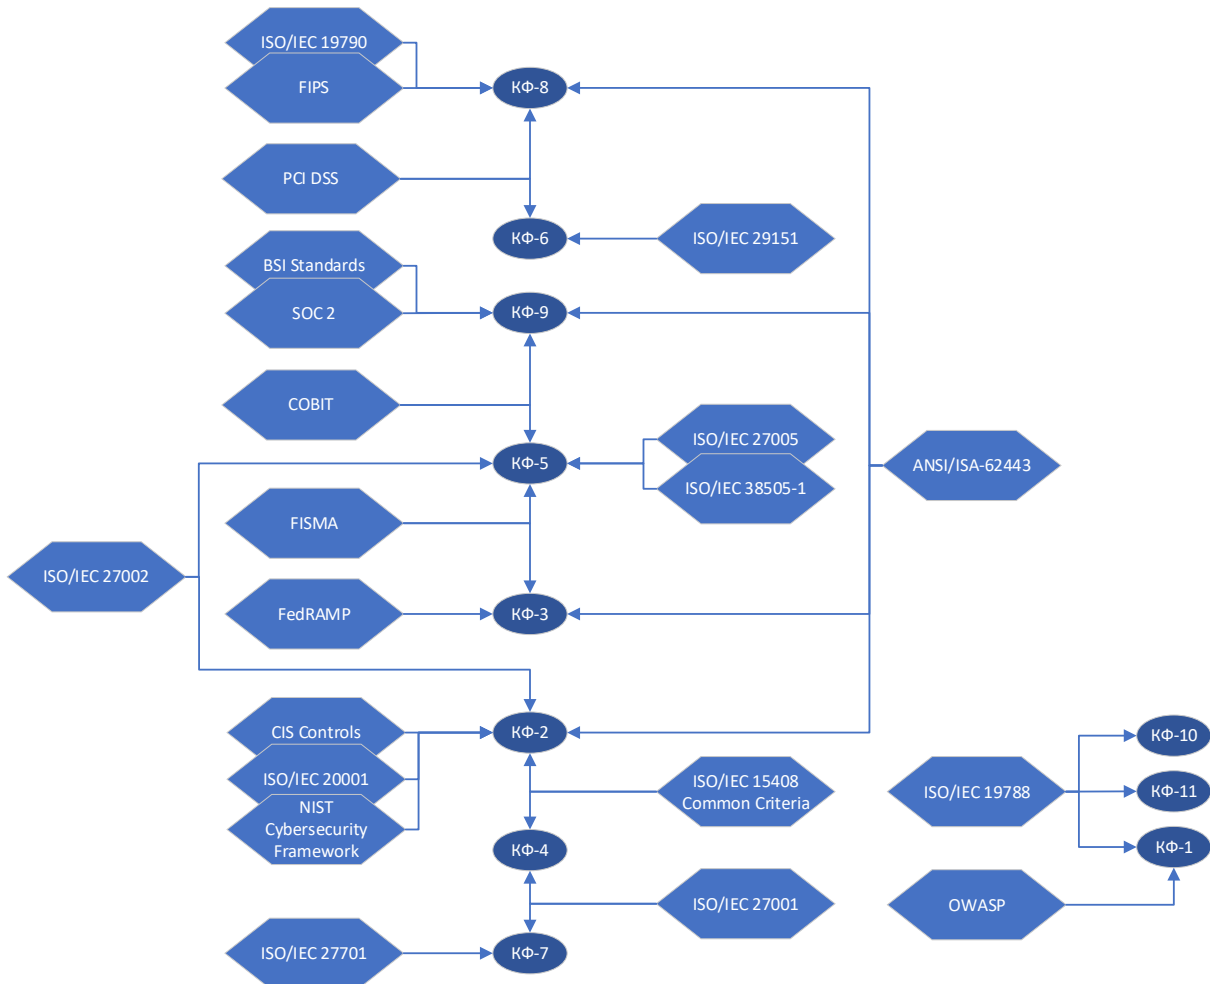 ISO/IEC 19790
FIPS
КФ-8
PCI DSS
КФ-6
ISO/IEC 29151
BSI Standards
SOC 2
КФ-9
COBIT
ISO/IEC 27005
КФ-5
ANSI/ISA-62443
ISO/IEC 38505-1
FISMA
ISO/IEC 27002
FedRAMP
КФ-3
CIS Controls
КФ-2
КФ-10
ISO/IEC 20001
ISO/IEC 15408
Common Criteria
ISO/IEC 19788
КФ-11
NIST
Cybersecurity
Framework
КФ-4
КФ-1
ISO/IEC 27001
OWASP
ISO/IEC 27701
КФ-7